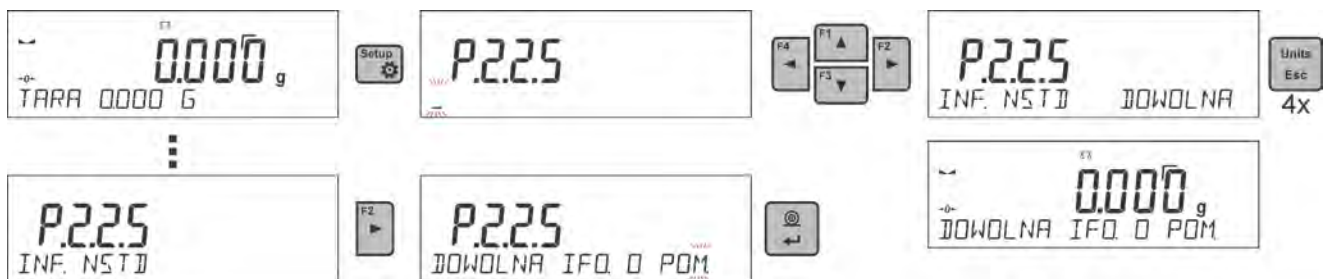 0.000 g
TARA 0.000 G
Setup
P.2.2.5
F1
F4
F2
F3
P.2.2.5
INF. NSTD DOWOLNA
Units
Esc
4x
P.2.2.5
INF. NSTD
F2
P.2.2.5
DOWOLNA IFO. O POM.
0.000 g
DOWOLNA IFO. O POM.